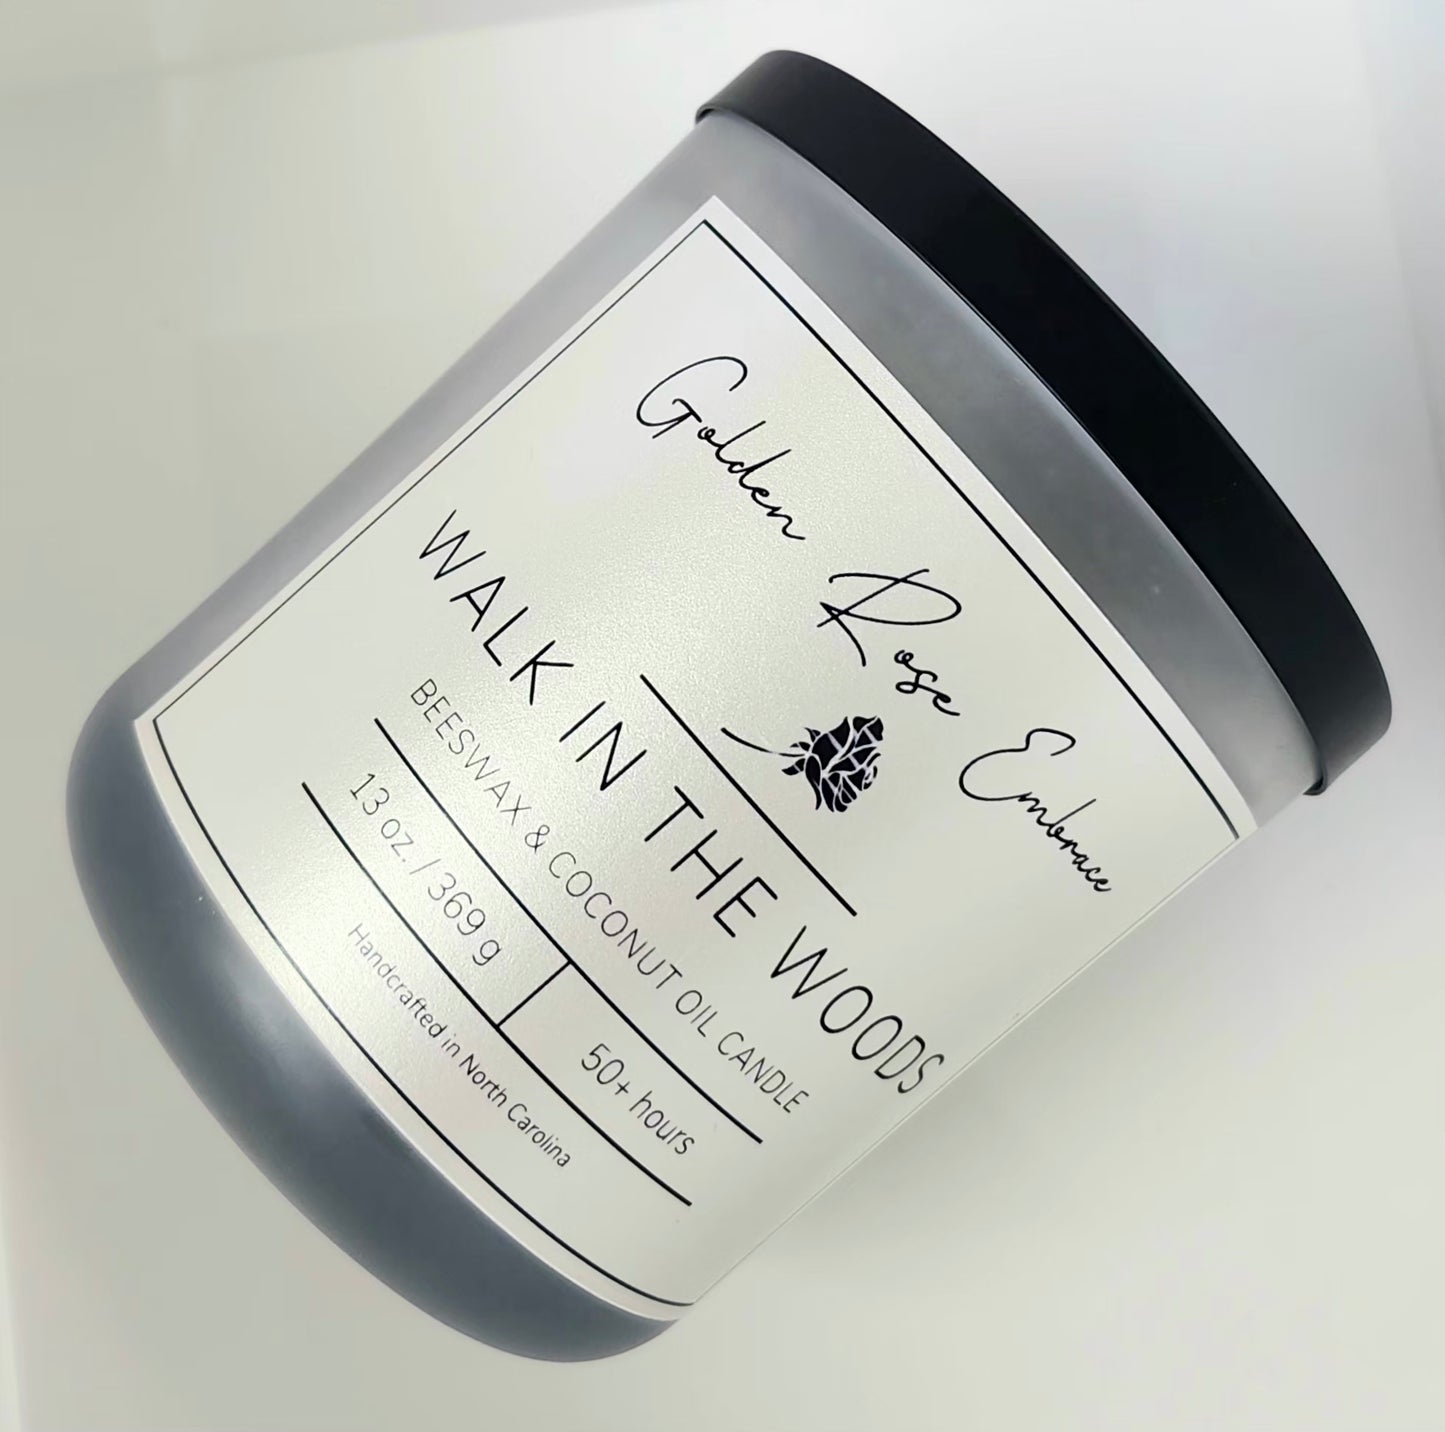 Golden Rose Embrace
WALK IN THE WOODS
BEESWAX & COCONUT OIL CANDLE
13 oz. / 369 g
50+ hours
Handcrafted in North Carolina